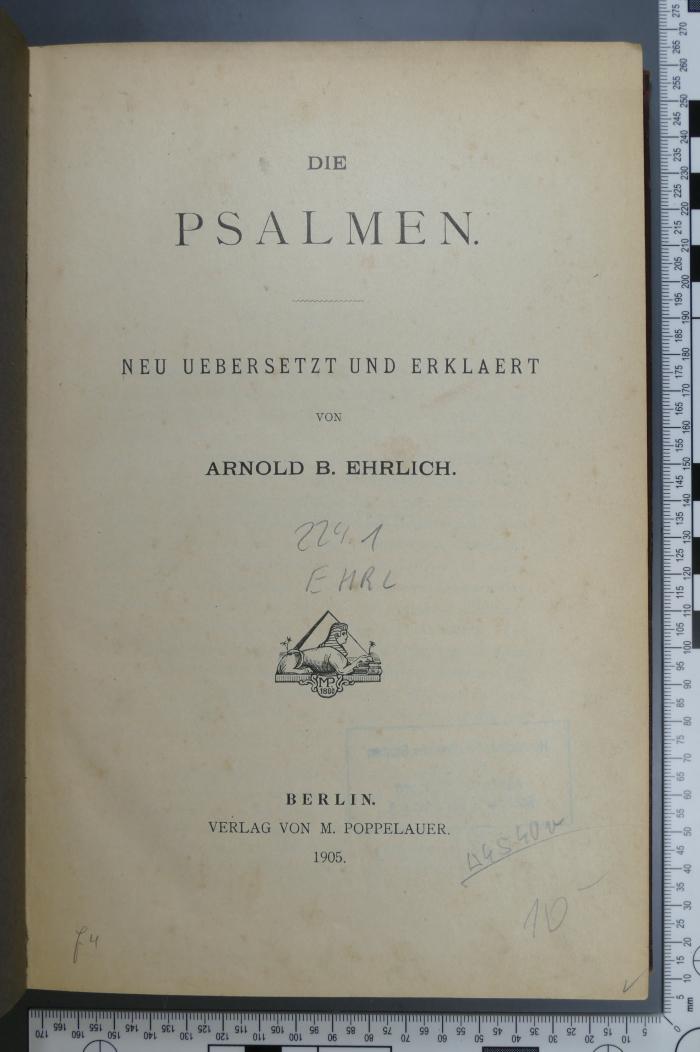 DIE
PSALMEN.
NEU UEBERSETZT UND ERKLAERT
VON
ARNOLD B. EHRLICH.
224.1
EHRL
MP
1860
BERLIN.
VERLAG VON M. POPPELAUER.
1905.
10 –